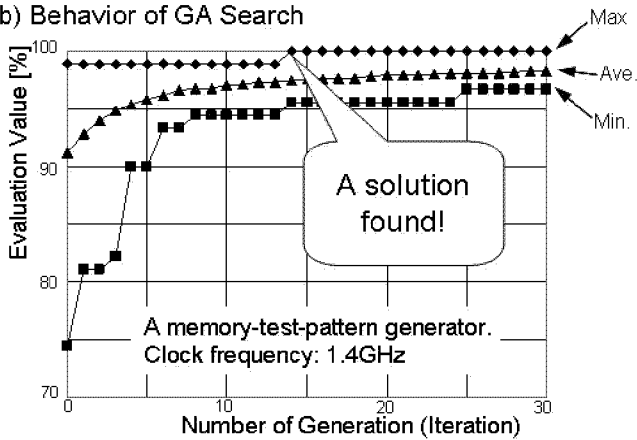 b) Behavior of GA Search
Evaluation Value [%]
100
90
80
70
Max
Ave.
Min.
A solution
found!
A memory-test-pattern generator.
Clock frequency: 1.4GHz
0
10
20
30
Number of Generation (Iteration)